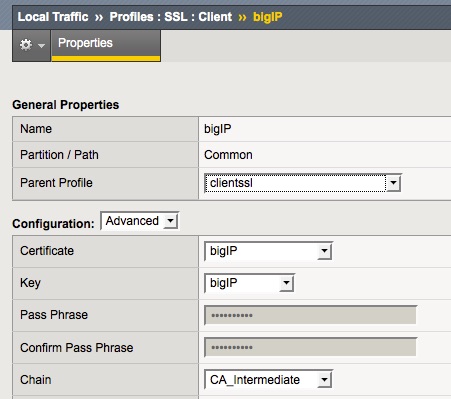 Local Traffic ›› Profiles : SSL : Client ›› bigIP
Properties
General Properties
Name bigIP
Partition / Path Common
Parent Profile clientssl
Configuration: Advanced
Certificate bigIP
Key bigIP
Pass Phrase ••••••••••
Confirm Pass Phrase ••••••••••
Chain CA_Intermediate